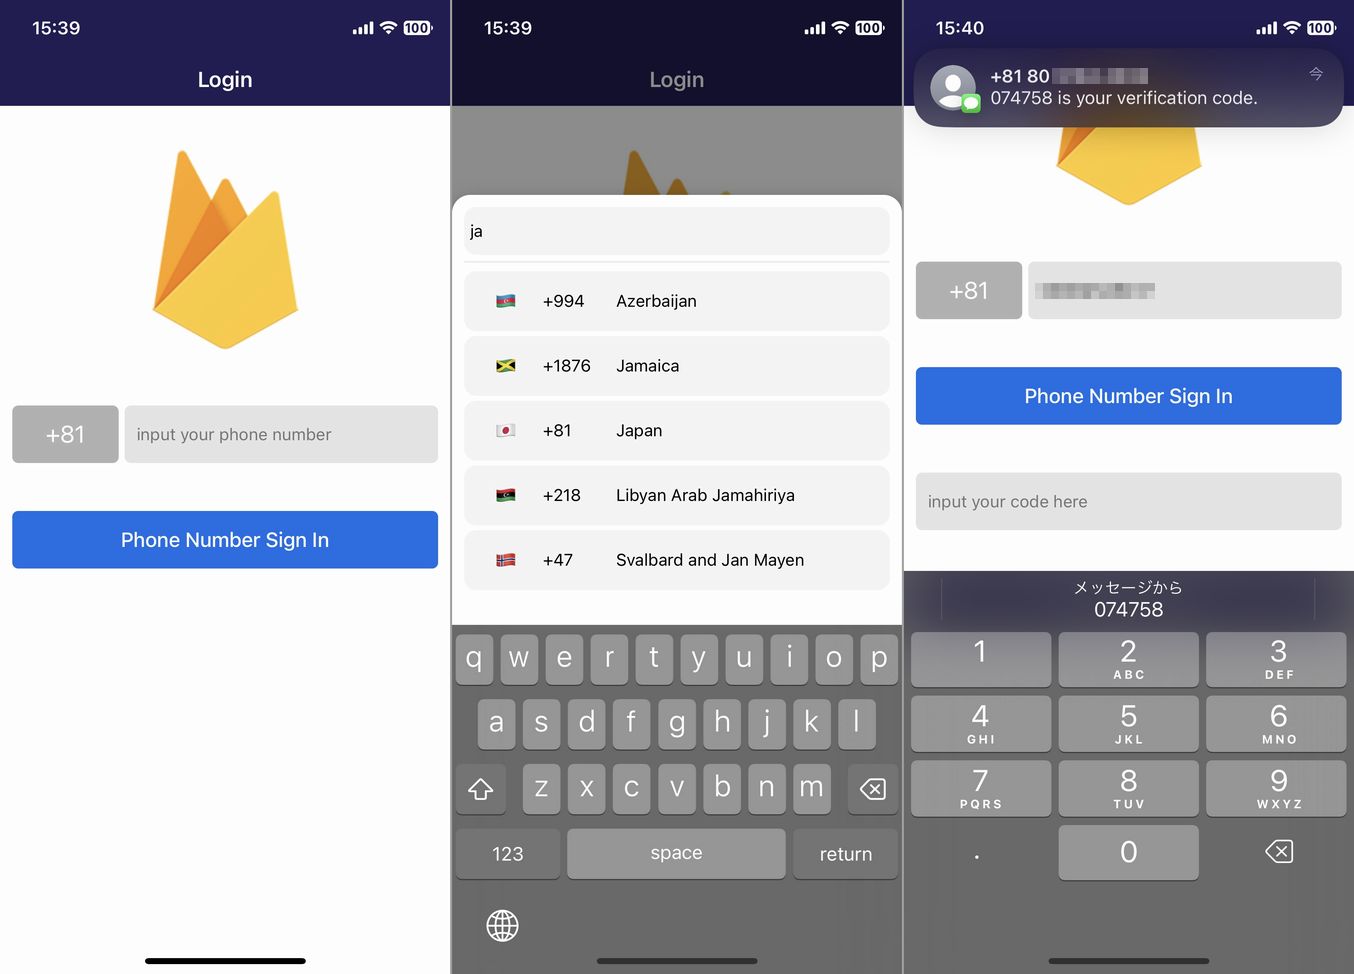 15:39
100
Login
+81
input your phone number
Phone Number Sign In
15:39
100
Login
ja
+994 Azerbaijan
+1876 Jamaica
+81 Japan
+218 Libyan Arab Jamahiriya
+47 Svalbard and Jan Mayen
q w e r t y u i o p
a s d f g h j k l
z x c v b n m
123 space return
15:40
100
+81 80
今
074758 is your verification code.
+81
Phone Number Sign In
input your code here
メッセージから
074758
1 2 3
ABC DEF
4 5 6
GHI JKL MNO
7 8 9
PQRS TUV WXYZ
. 0